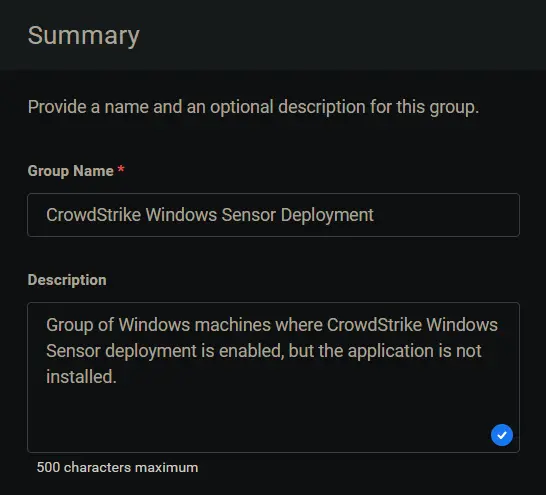 Summary
Provide a name and an optional description for this group.
Group Name *
CrowdStrike Windows Sensor Deployment
Description
Group of Windows machines where CrowdStrike Windows
Sensor deployment is enabled, but the application is not
installed.
500 characters maximum